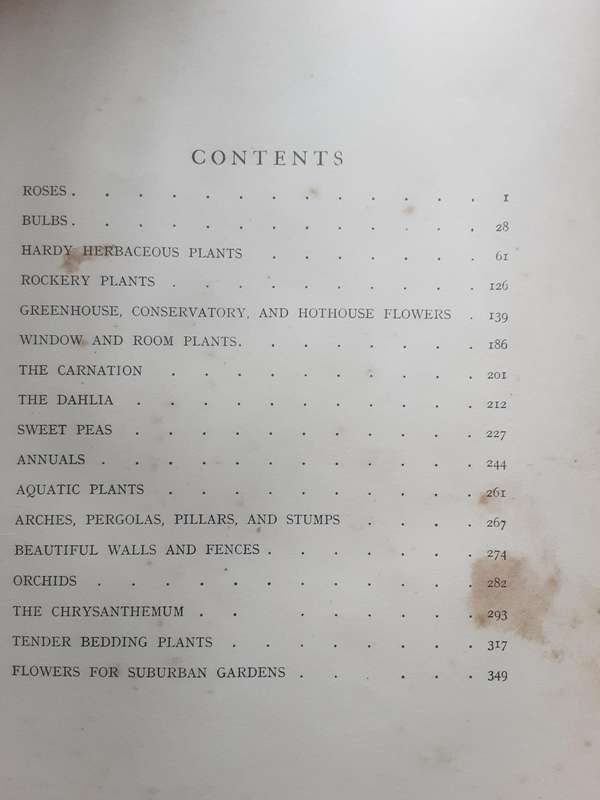 CONTENTS
ROSES . . . . . . . . . . . . . 1
BULBS . . . . . . . . . . . . . 28
HARDY HERBACEOUS PLANTS . . . . . . . 61
ROCKERY PLANTS . . . . . . . . . . 126
GREENHOUSE, CONSERVATORY, AND HOTHOUSE FLOWERS . 139
WINDOW AND ROOM PLANTS . . . . . . . . 186
THE CARNATION . . . . . . . . . . 201
THE DAHLIA . . . . . . . . . . . 212
SWEET PEAS . . . . . . . . . . . 227
ANNUALS . . . . . . . . . . . . 244
AQUATIC PLANTS . . . . . . . . . . 261
ARCHES, PERGOLAS, PILLARS, AND STUMPS . . . . 267
BEAUTIFUL WALLS AND FENCES . . . . . . . 274
ORCHIDS . . . . . . . . . . . . 282
THE CHRYSANTHEMUM . . . . . . . . 293
TENDER BEDDING PLANTS . . . . . . . . 317
FLOWERS FOR SUBURBAN GARDENS . . . . . . 349